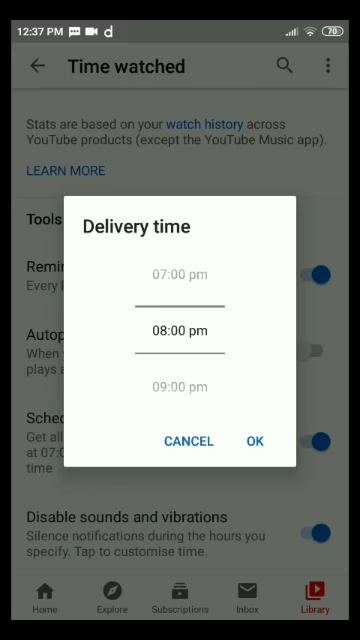 12:37 PM
70
Time watched
Stats are based on your watch history across
YouTube products (except the YouTube Music app).
LEARN MORE
Tools
Delivery time
07:00 pm
08:00 pm
09:00 pm
CANCEL OK
Every
When
plays a
Get all
at 07:0
time
Disable sounds and vibrations
Silence notifications during the hours you
specify. Tap to customise time.
Home Explore Subscriptions Inbox Library